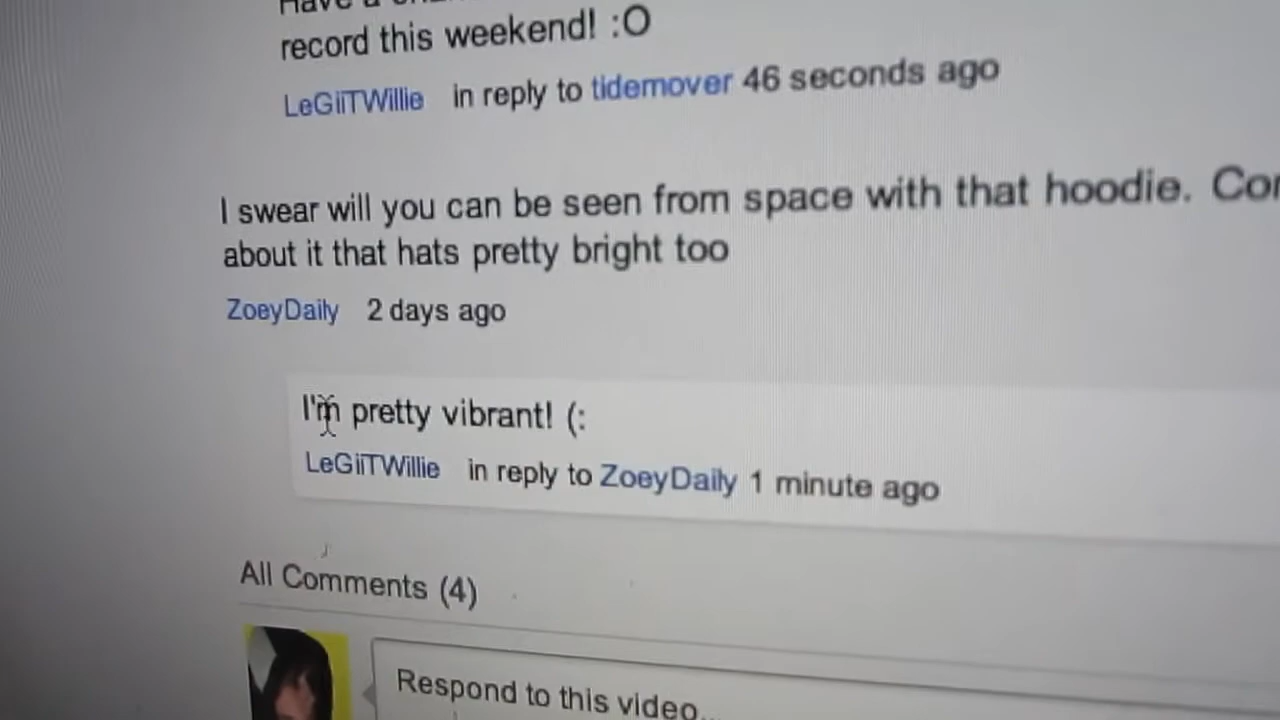 Have a
record this weekend! :O
LeGiiTWillie in reply to tidemover 46 seconds ago
I swear will you can be seen from space with that hoodie.
about it that hats pretty bright too
ZoeyDaily 2 days ago
I'm pretty vibrant! (:
LeGiiTWillie in reply to ZoeyDaily 1 minute ago
All Comments (4)
Respond to this video...